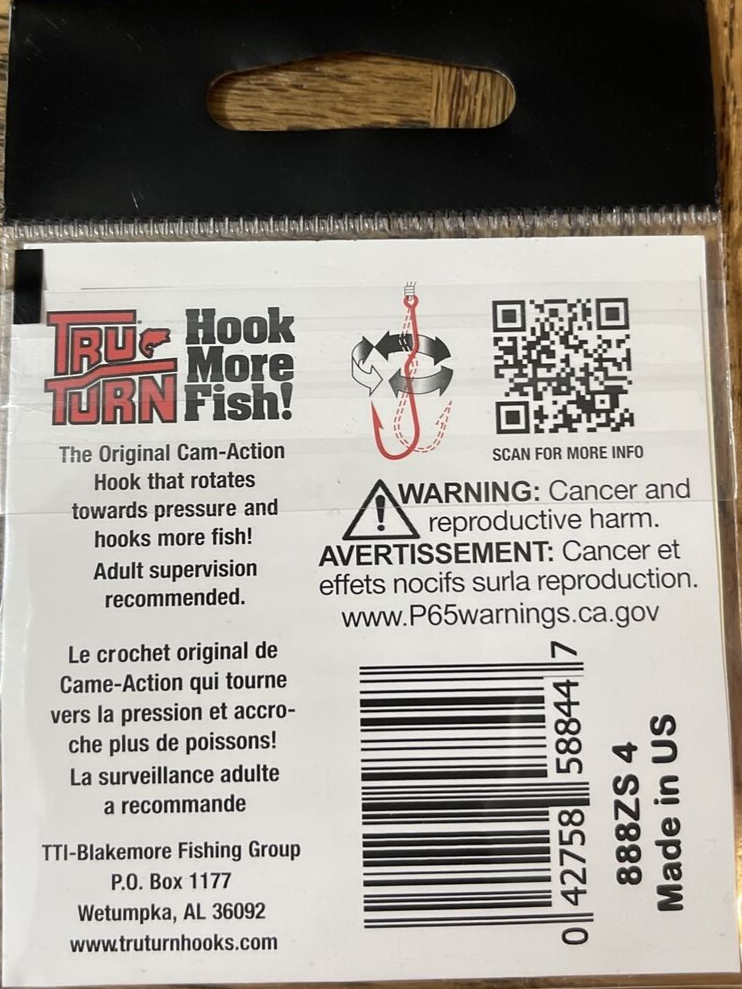 TRU
TURN
Hook
More
Fish!
The Original Cam-Action
Hook that rotates
towards pressure and
hooks more fish!
Adult supervision
recommended.
Le crochet original de
Came-Action qui tourne
vers la pression et accro-
che plus de poissons!
La surveillance adulte
a recommande
TTI-Blakemore Fishing Group
P.O. Box 1177
Wetumpka, AL 36092
www.truturnhooks.com
SCAN FOR MORE INFO
WARNING: Cancer and
reproductive harm.
AVERTISSEMENT: Cancer et
effets nocifs surla reproduction.
www.P65warnings.ca.gov
0 42758 58844 7
888ZS 4
Made in US